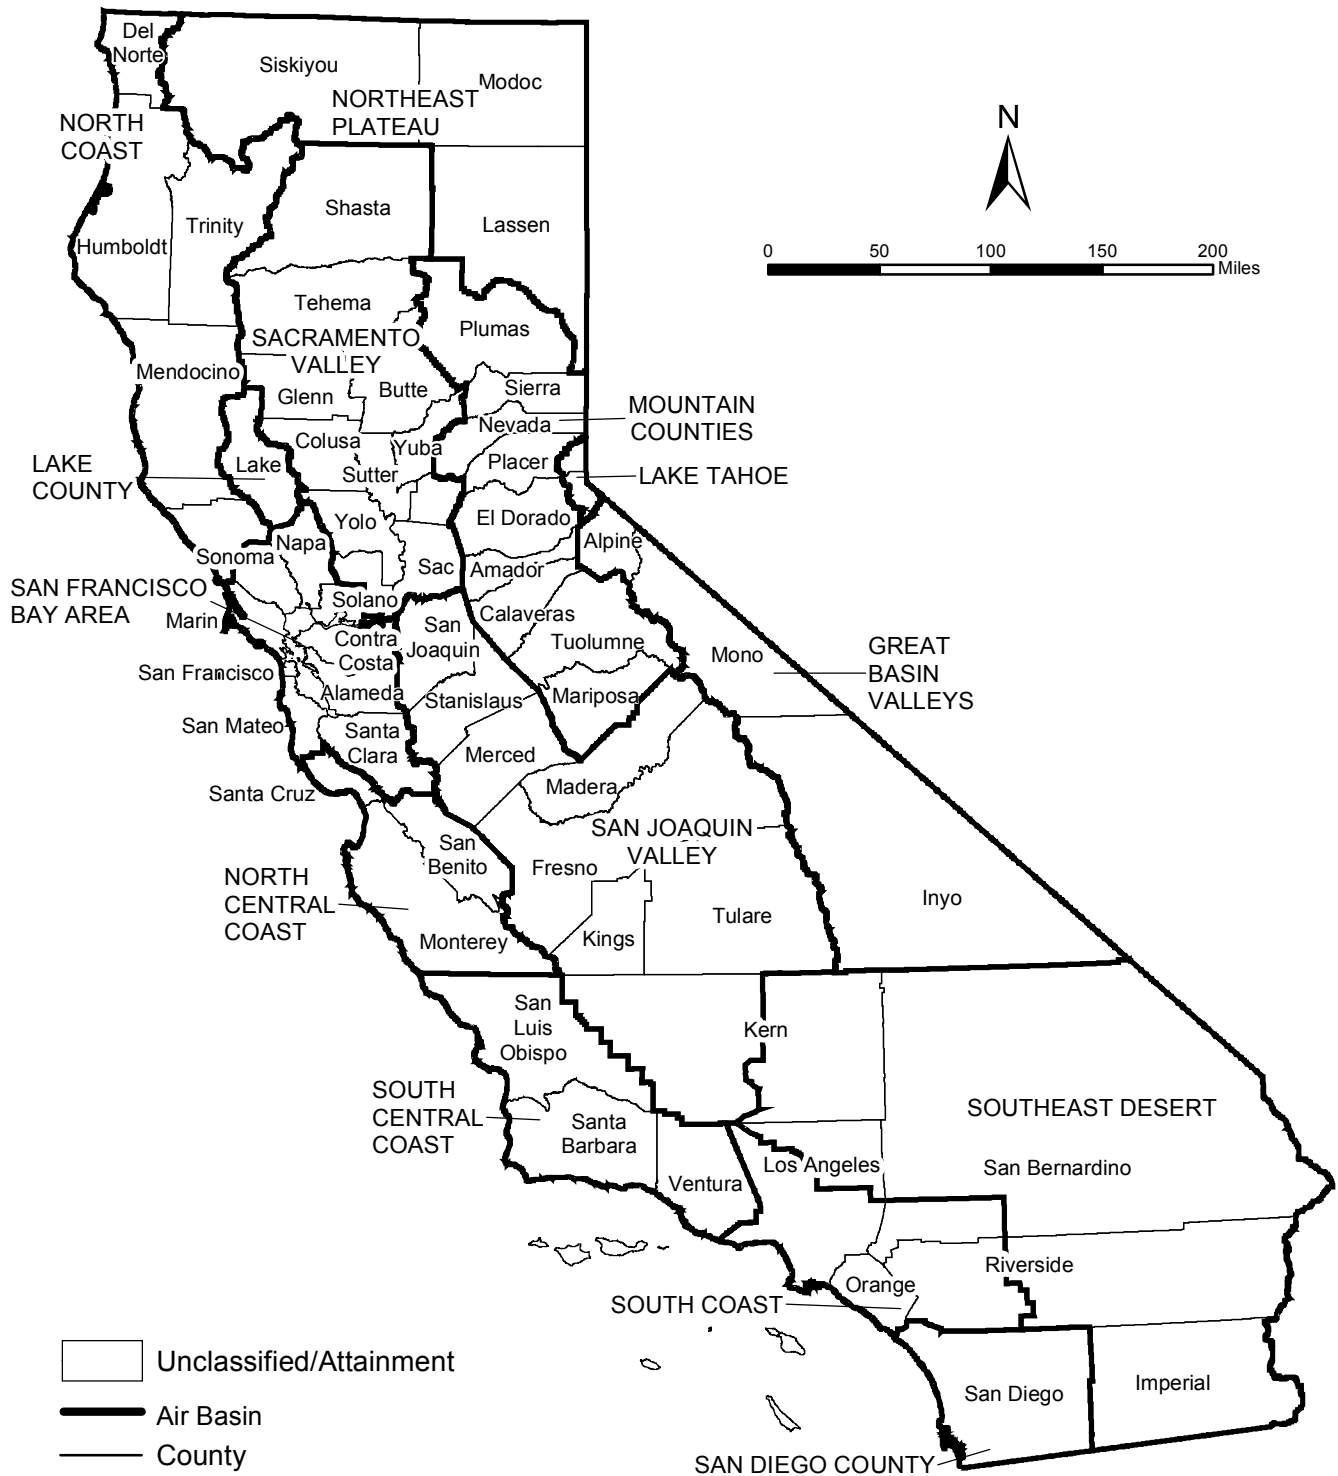 Del
Norte
Siskiyou
Modoc
NORTHEAST
PLATEAU
NORTH
COAST
N
Shasta
Trinity
Lassen
Humboldt
0 50 100 150 200
Miles
Tehema
Plumas
SACRAMENTO
VALLEY
Mendocino
Glenn
Butte
Sierra
MOUNTAIN
COUNTIES
Nevada
Colusa
Yuba
Placer
LAKE
COUNTY
Lake
Sutter
LAKE TAHOE
Yolo
El Dorado
Alpine
Napa
Sonoma
Sac
Amador
SAN FRANCISCO
BAY AREA
Solano
Marin
Calaveras
Contra
Costa
San
Joaquin
Tuolumne
Mono
GREAT
BASIN
VALLEYS
San Francisco
Alameda
Stanislaus
Mariposa
San Mateo
Santa
Clara
Merced
Madera
Santa Cruz
SAN JOAQUIN
VALLEY
San
Benito
Fresno
NORTH
CENTRAL
COAST
Inyo
Tulare
Kings
Monterey
San
Luis
Obispo
Kern
SOUTH
CENTRAL
COAST
Santa
Barbara
SOUTHEAST DESERT
Los Angeles
San Bernardino
Ventura
Riverside
Orange
SOUTH COAST
Imperial
San Diego
SAN DIEGO COUNTY
Unclassified/Attainment
Air Basin
County